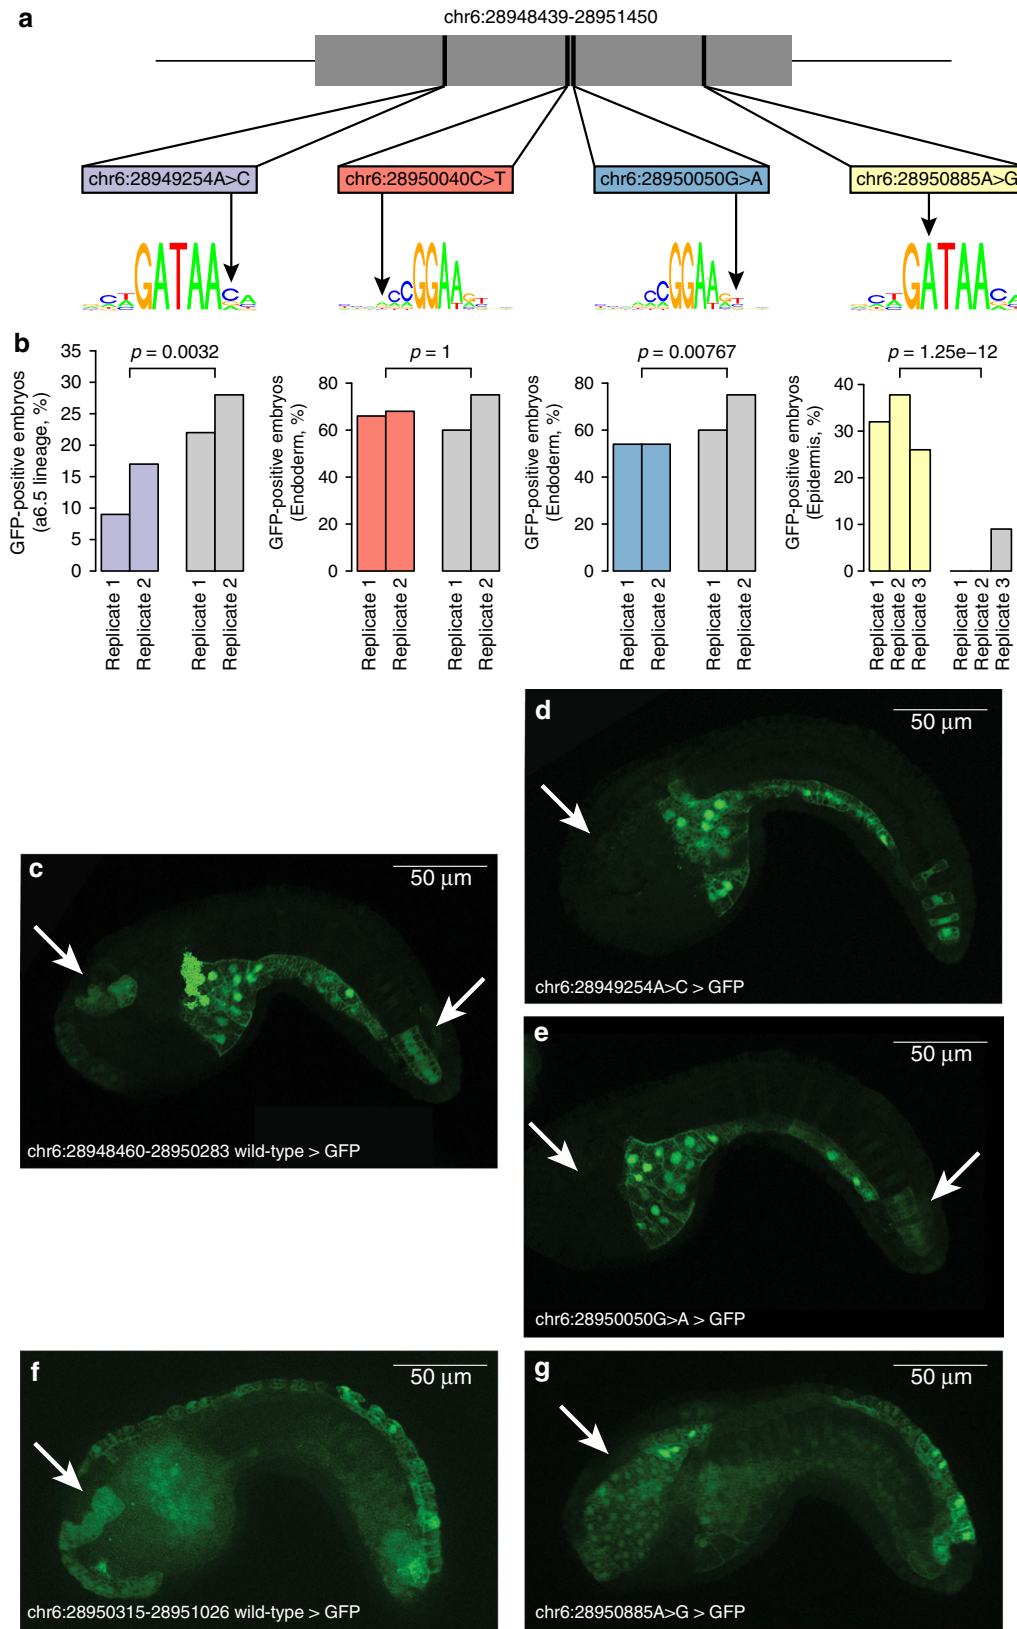 a
chr6:28948439-28951450
chr6:28949254A>C
chr6:28950040C>T
chr6:28950050G>A
chr6:28950885A>G
GATAA
CCGGAA
CCGGAA
GATAA
b
GFP-positive embryos
(a6.5 lineage, %)
35
30
25
20
15
10
5
0
p = 0.0032
Replicate 1
Replicate 2
Replicate 1
Replicate 2
GFP-positive embryos
(Endoderm, %)
80
60
40
20
0
p = 1
Replicate 1
Replicate 2
Replicate 1
Replicate 2
GFP-positive embryos
(Endoderm, %)
80
60
40
20
0
p = 0.00767
Replicate 1
Replicate 2
Replicate 1
Replicate 2
GFP-positive embryos
(Epidermis, %)
40
30
20
10
0
p = 1.25e−12
Replicate 1
Replicate 2
Replicate 3
Replicate 1
Replicate 2
Replicate 3
c
50 μm
chr6:28948460-28950283 wild-type > GFP
d
50 μm
chr6:28949254A>C > GFP
e
50 μm
chr6:28950050G>A > GFP
f
50 μm
chr6:28950315-28951026 wild-type > GFP
g
50 μm
chr6:28950885A>G > GFP